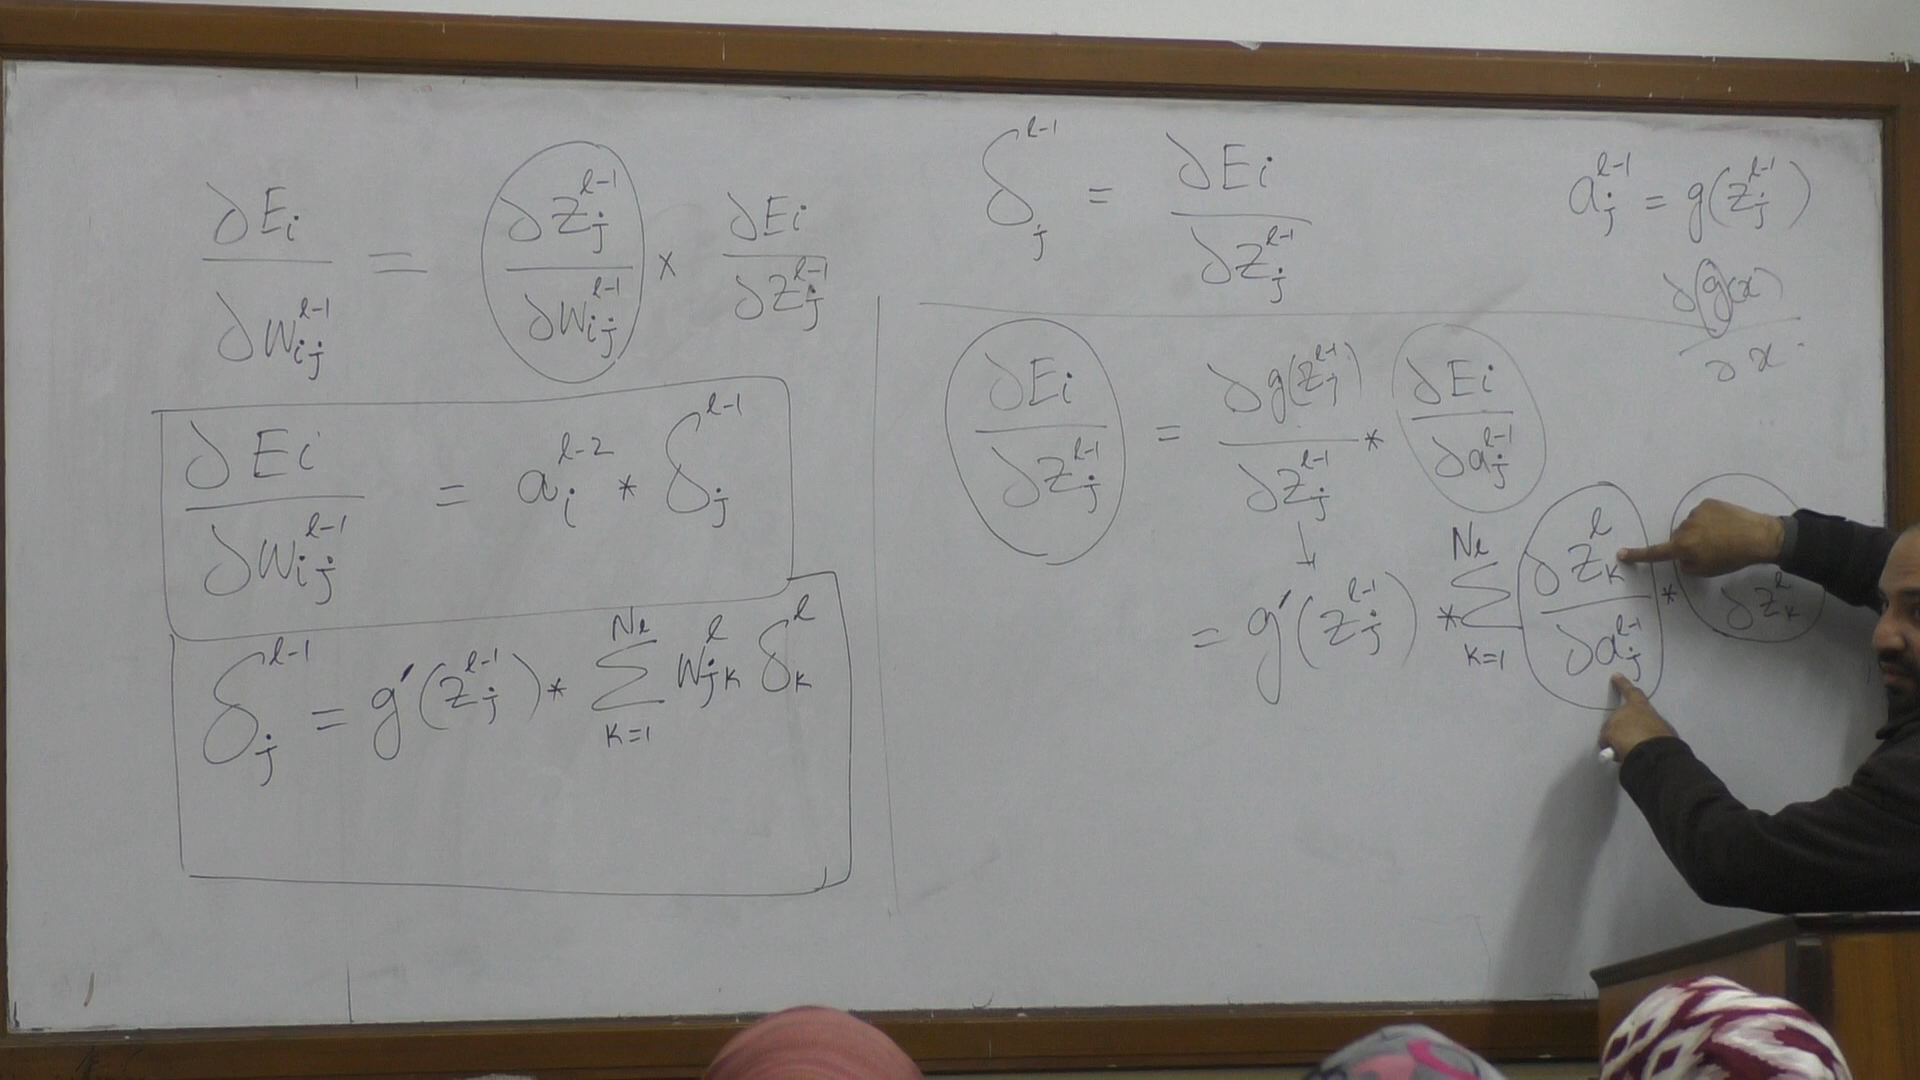 ∂Ei / ∂w_ij^{l-1} = ∂z_j^{l-1} / ∂w_ij^{l-1} × ∂Ei / ∂z_j^{l-1}
∂Ei / ∂w_ij^{l-1} = a_i^{l-2} * δ_j^{l-1}
δ_j^{l-1} = g'(z_j^{l-1}) * Σ_{k=1}^{N_l} w_jk^l δ_k^l
δ_j^{l-1} = ∂Ei / ∂z_j^{l-1}
a_j^{l-1} = g(z_j^{l-1})
∂g(x) / ∂x
∂Ei / ∂z_j^{l-1} = ∂g(z_j^{l-1}) / ∂z_j^{l-1} * ∂Ei / ∂a_j^{l-1}
↓
= g'(z_j^{l-1}) * Σ_{k=1}^{N_l} ∂z_k^l / ∂a_j^{l-1} * / ∂z_k^l